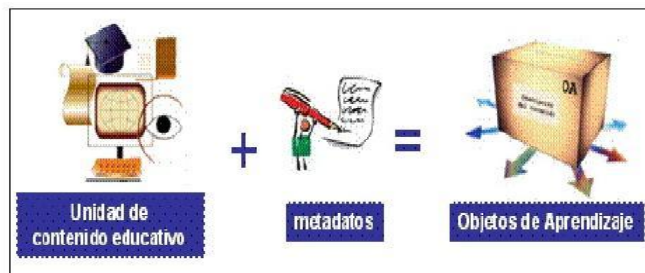 OA
+
=
Unidad de
contenido educativo
metadatos
Objetos de Aprendizaje